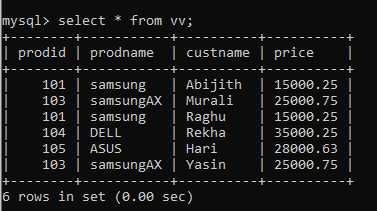 mysql> select * from vv;
+--------+-----------+----------+----------+
| prodid | prodname  | custname | price    |
+--------+-----------+----------+----------+
|    101 | samsung   | Abijith  | 15000.25 |
|    103 | samsungAX | Murali   | 25000.75 |
|    101 | samsung   | Raghu    | 15000.25 |
|    104 | DELL      | Rekha    | 35000.25 |
|    105 | ASUS      | Hari     | 28000.63 |
|    103 | samsungAX | Yasin    | 25000.75 |
+--------+-----------+----------+----------+
6 rows in set (0.00 sec)